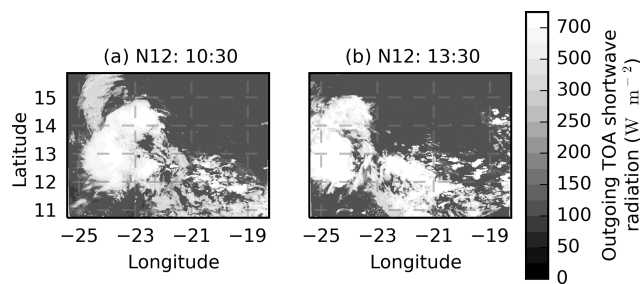 (a) N12: 10:30
(b) N12: 13:30
Latitude
15
14
13
12
11
−25 −23 −21 −19
Longitude
−25 −23 −21 −19
Longitude
700
500
300
250
200
150
100
50
0
Outgoing TOA shortwave
radiation (W m⁻²)